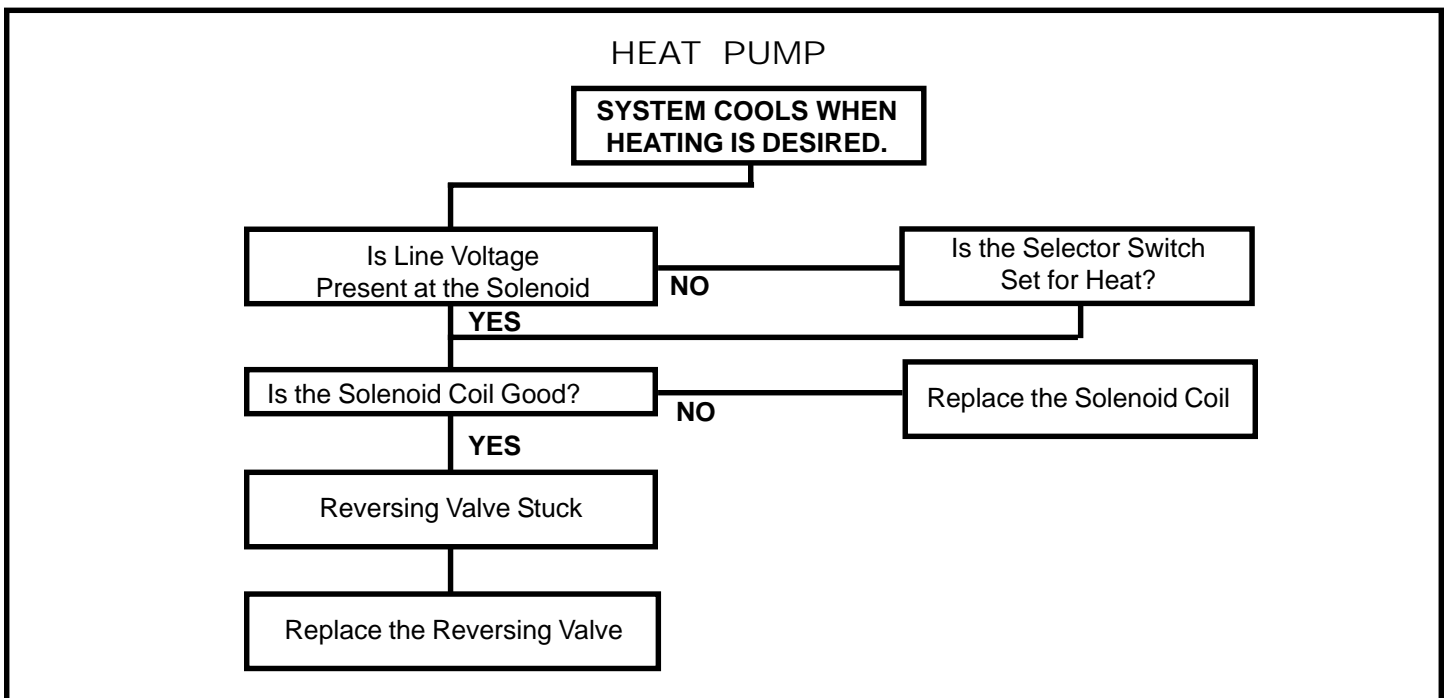 HEAT PUMP
SYSTEM COOLS WHEN
HEATING IS DESIRED.
Is Line Voltage
Present at the Solenoid
NO
Is the Selector Switch
Set for Heat?
YES
Is the Solenoid Coil Good?
NO
Replace the Solenoid Coil
YES
Reversing Valve Stuck
Replace the Reversing Valve